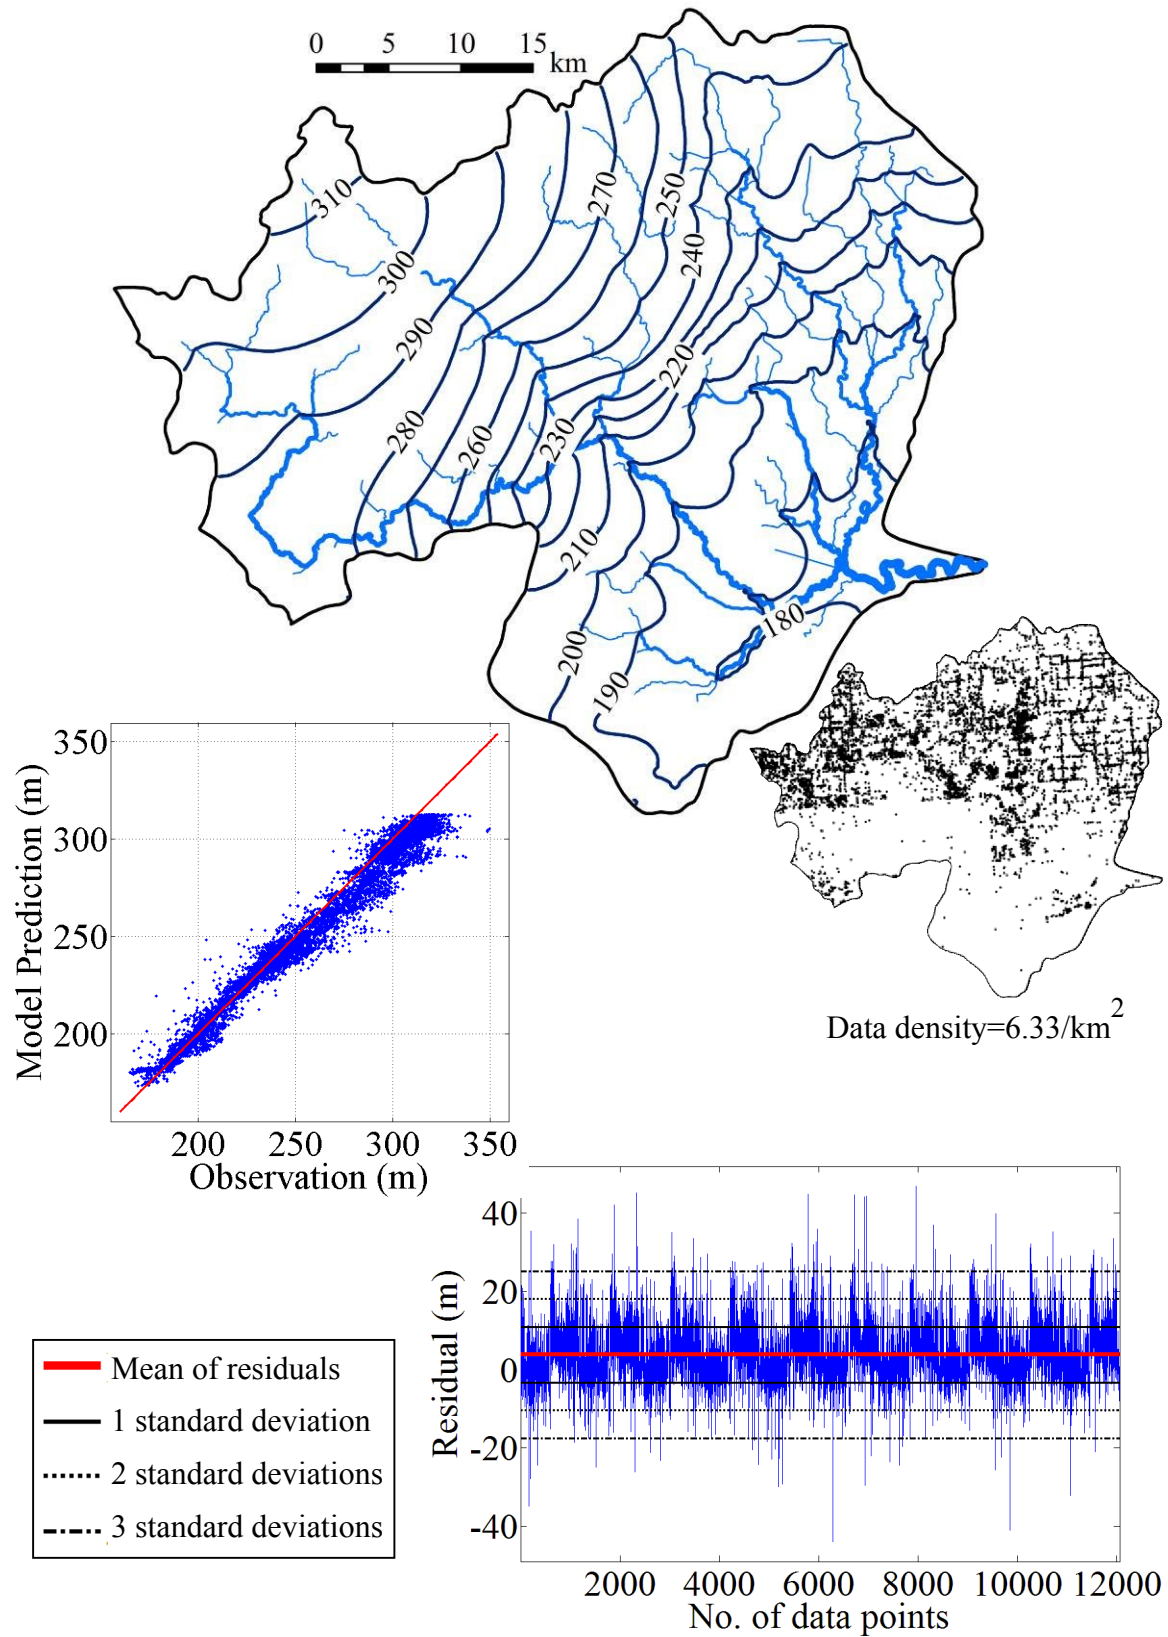 0 5 10 15
km
310
300
290
280
270
260
250
240
230
220
210
200
190
180
Data density=6.33/km²
Model Prediction (m)
350
300
250
200
200 250 300 350
Observation (m)
Residual (m)
40
20
0
-20
-40
2000 4000 6000 8000 10000 12000
No. of data points
Mean of residuals
1 standard deviation
2 standard deviations
3 standard deviations